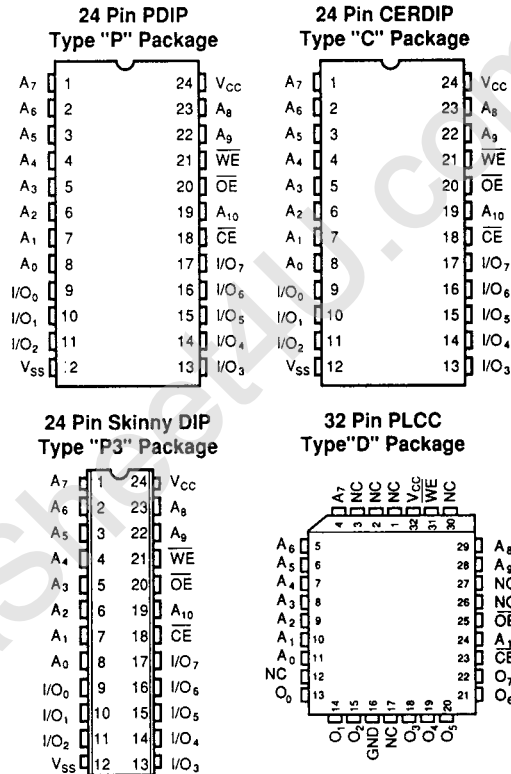 24 Pin PDIP
Type "P" Package
A7 1 24 VCC
A6 2 23 A8
A5 3 22 A9
A4 4 21 WE
A3 5 20 OE
A2 6 19 A10
A1 7 18 CE
A0 8 17 I/O7
I/O0 9 16 I/O6
I/O1 10 15 I/O5
I/O2 11 14 I/O4
VSS 12 13 I/O3
24 Pin CERDIP
Type "C" Package
A7 1 24 VCC
A6 2 23 A8
A5 3 22 A9
A4 4 21 WE
A3 5 20 OE
A2 6 19 A10
A1 7 18 CE
A0 8 17 I/O7
I/O0 9 16 I/O6
I/O1 10 15 I/O5
I/O2 11 14 I/O4
VSS 12 13 I/O3
24 Pin Skinny DIP
Type "P3" Package
A7 1 24 VCC
A6 2 23 A8
A5 3 22 A9
A4 4 21 WE
A3 5 20 OE
A2 6 19 A10
A1 7 18 CE
A0 8 17 I/O7
I/O0 9 16 I/O6
I/O1 10 15 I/O5
I/O2 11 14 I/O4
VSS 12 13 I/O3
32 Pin PLCC
Type"D" Package
A7 NC NC NC VCC WE NC
4 3 2 1 32 31 30
A6 5 29 A8
A5 6 28 A9
A4 7 27 NC
A3 8 26 NC
A2 9 25 OE
A1 10 24 A1
A0 11 23 CE
NC 12 22 O7
O0 13 21 O6
14 15 16 17 18 19 20
O1 O2 GND NC O3 O4 O5